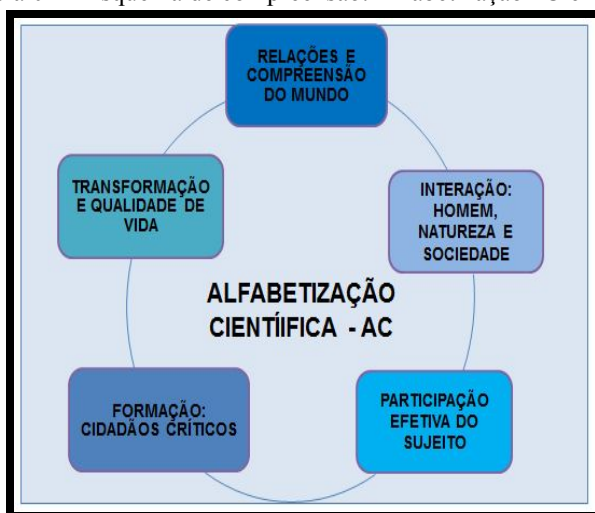 RELAÇÕES E
COMPREENSÃO
DO MUNDO
TRANSFORMAÇÃO
E QUALIDADE DE
VIDA
INTERAÇÃO:
HOMEM,
NATUREZA E
SOCIEDADE
ALFABETIZAÇÃO
CIENTÍIFICA - AC
FORMAÇÃO:
CIDADÃOS CRÍTICOS
PARTICIPAÇÃO
EFETIVA DO
SUJEITO